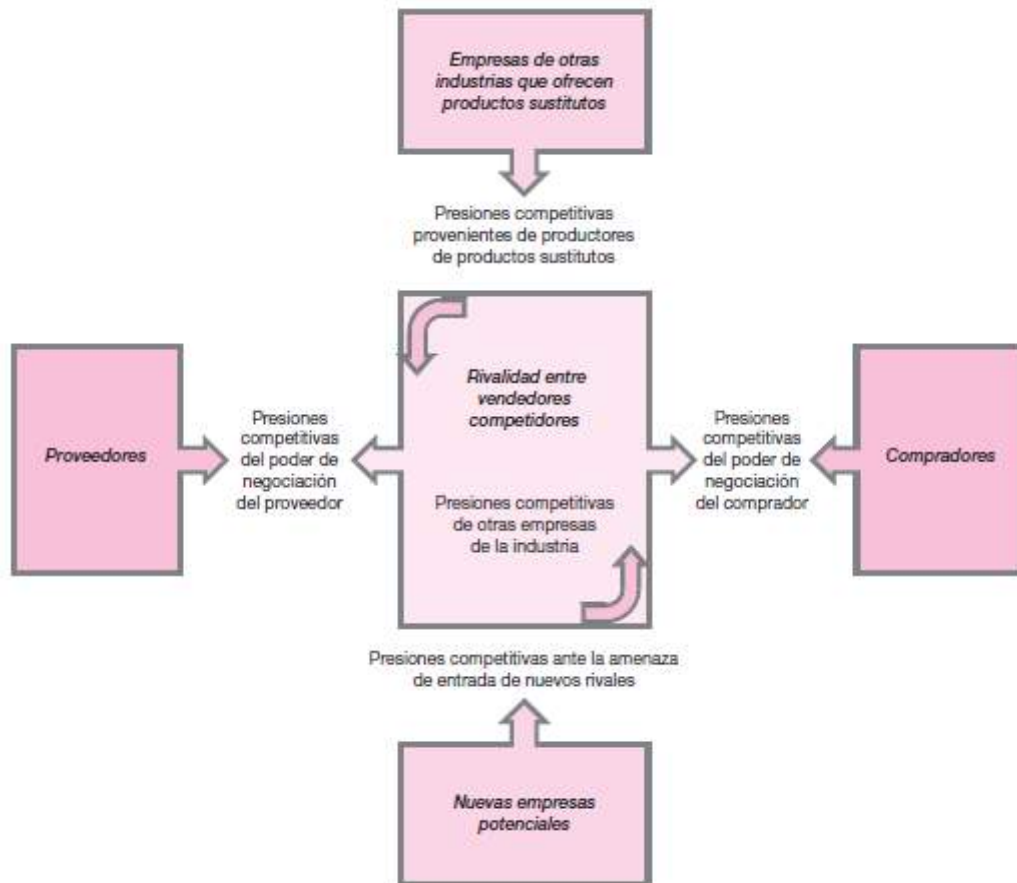 Empresas de otras
industrias que ofrecen
productos sustitutos
Presiones competitivas
provenientes de productores
de productos sustitutos
Proveedores
Presiones
competitivas
del poder de
negociación
del proveedor
Rivalidad entre
vendedores
competidores
Presiones competitivas
de otras empresas
de la industria
Presiones
competitivas
del poder de
negociación
del comprador
Compradores
Presiones competitivas ante la amenaza
de entrada de nuevos rivales
Nuevas empresas
potenciales